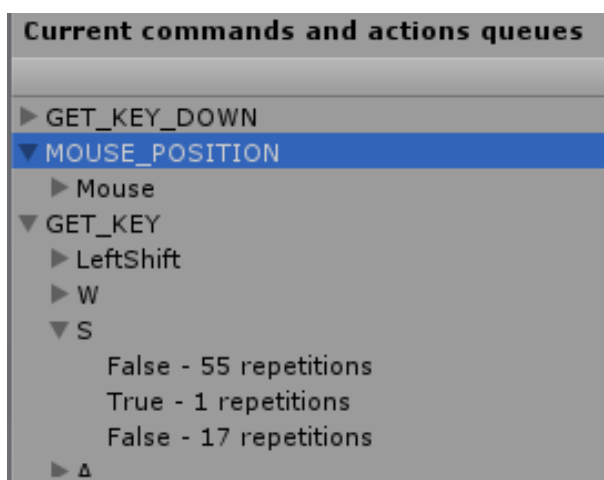 Current commands and actions queues
GET_KEY_DOWN
MOUSE_POSITION
Mouse
GET_KEY
LeftShift
W
S
False - 55 repetitions
True - 1 repetitions
False - 17 repetitions
A